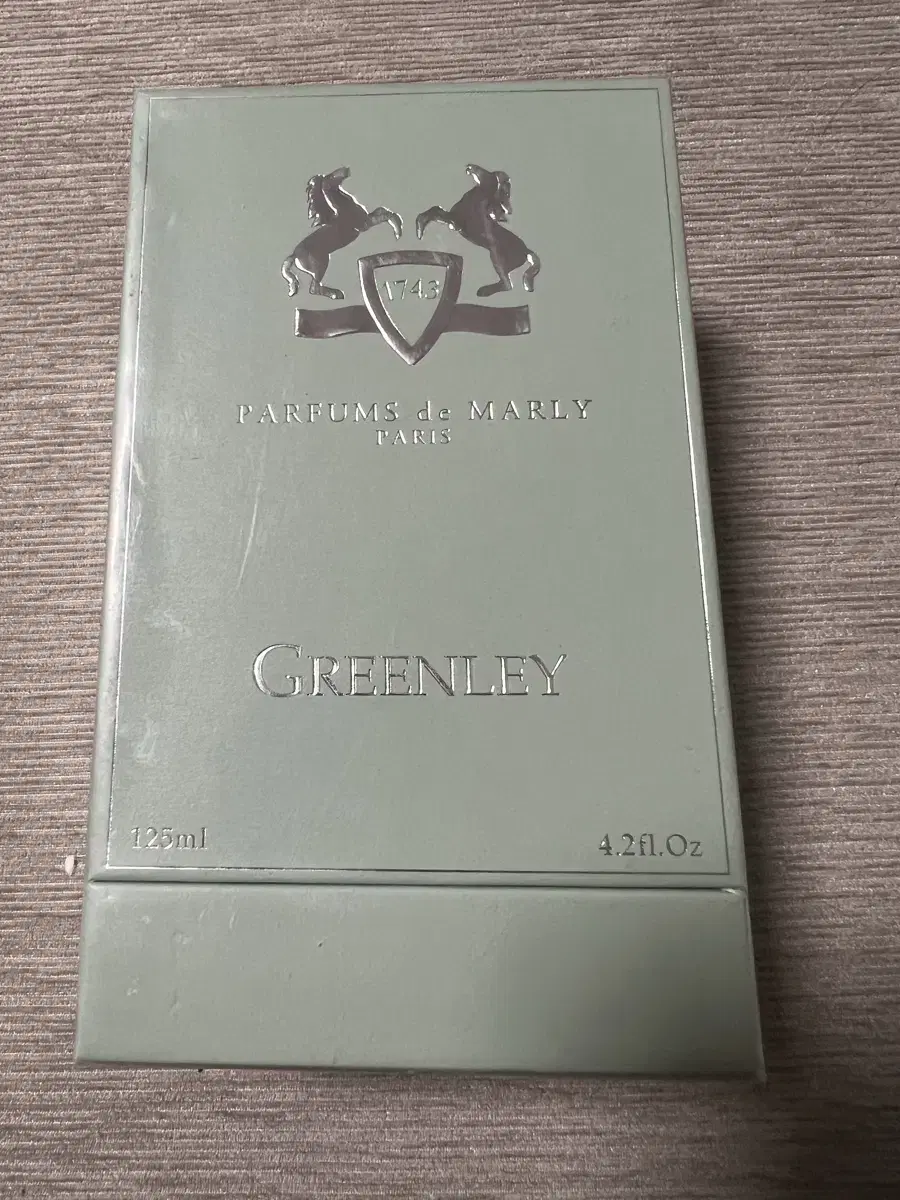 1743
PARFUMS de MARLY
PARIS
GREENLEY
125ml
4.2fl.Oz